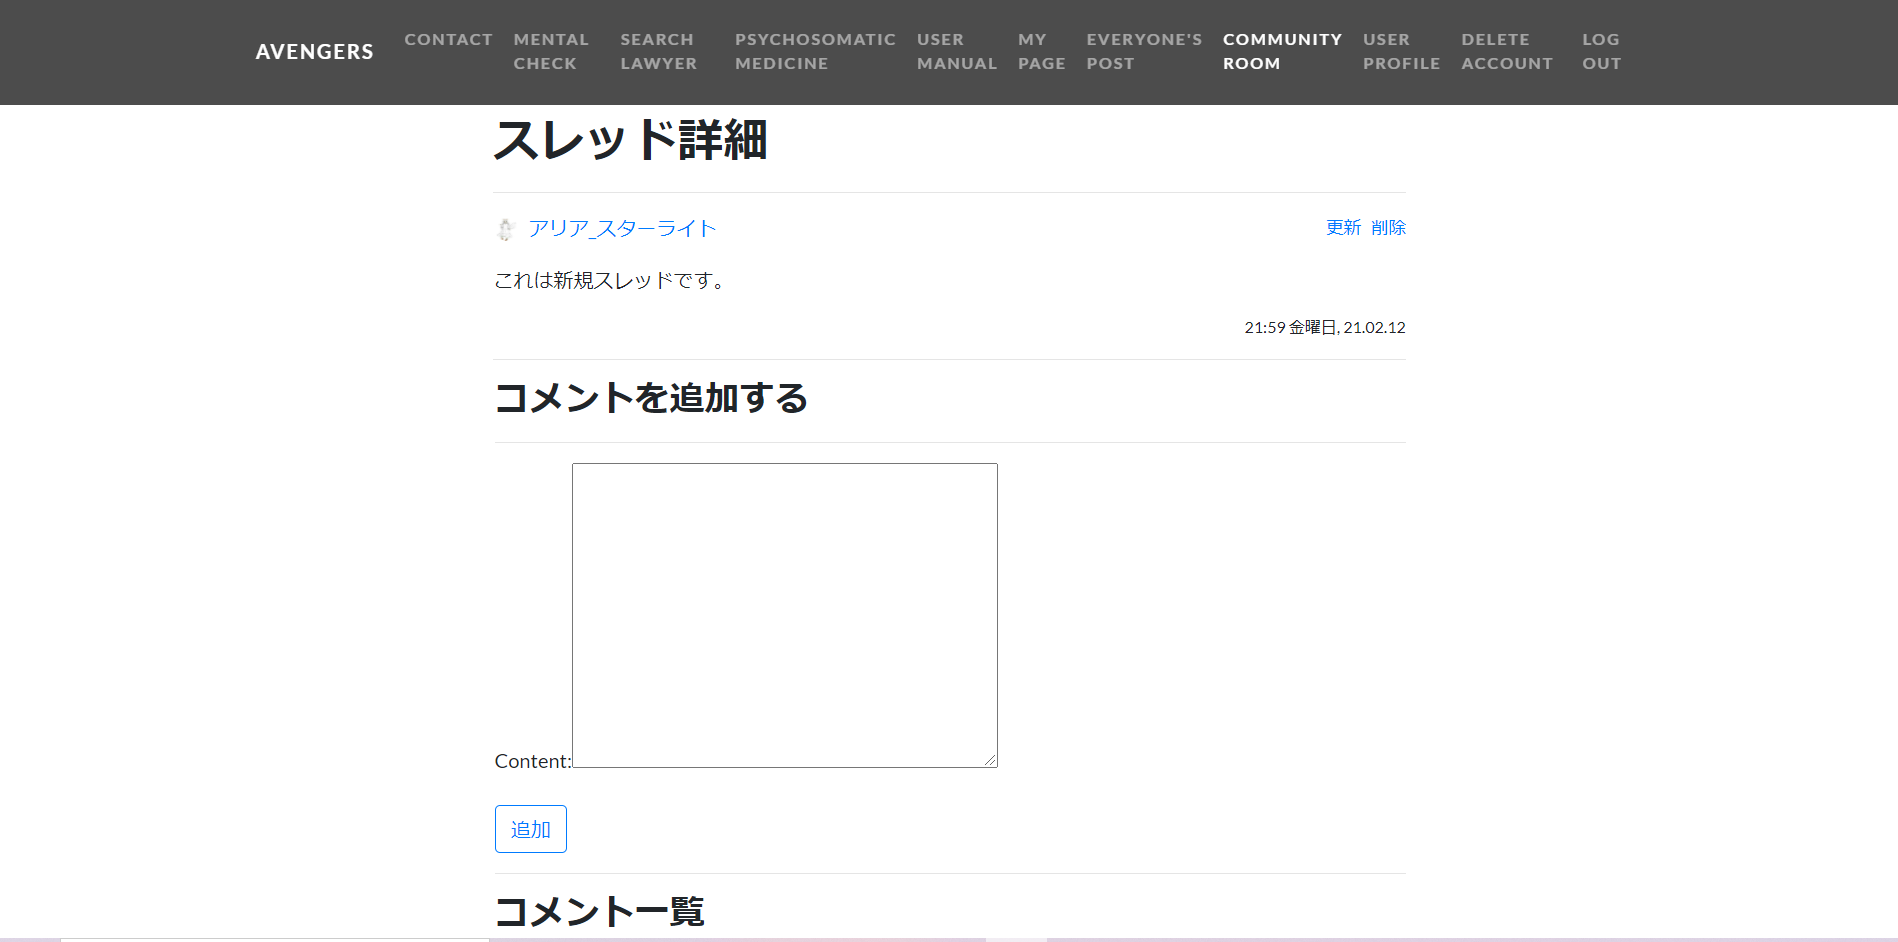 AVENGERS
CONTACT
MENTAL
CHECK
SEARCH
LAWYER
PSYCHOSOMATIC
MEDICINE
USER
MANUAL
MY
PAGE
EVERYONE'S
POST
COMMUNITY
ROOM
USER
PROFILE
DELETE
ACCOUNT
LOG
OUT
スレッド詳細
アリア_スターライト
更新 削除
これは新規スレッドです。
21:59 金曜日, 21.02.12
コメントを追加する
Content:
追加
コメント一覧